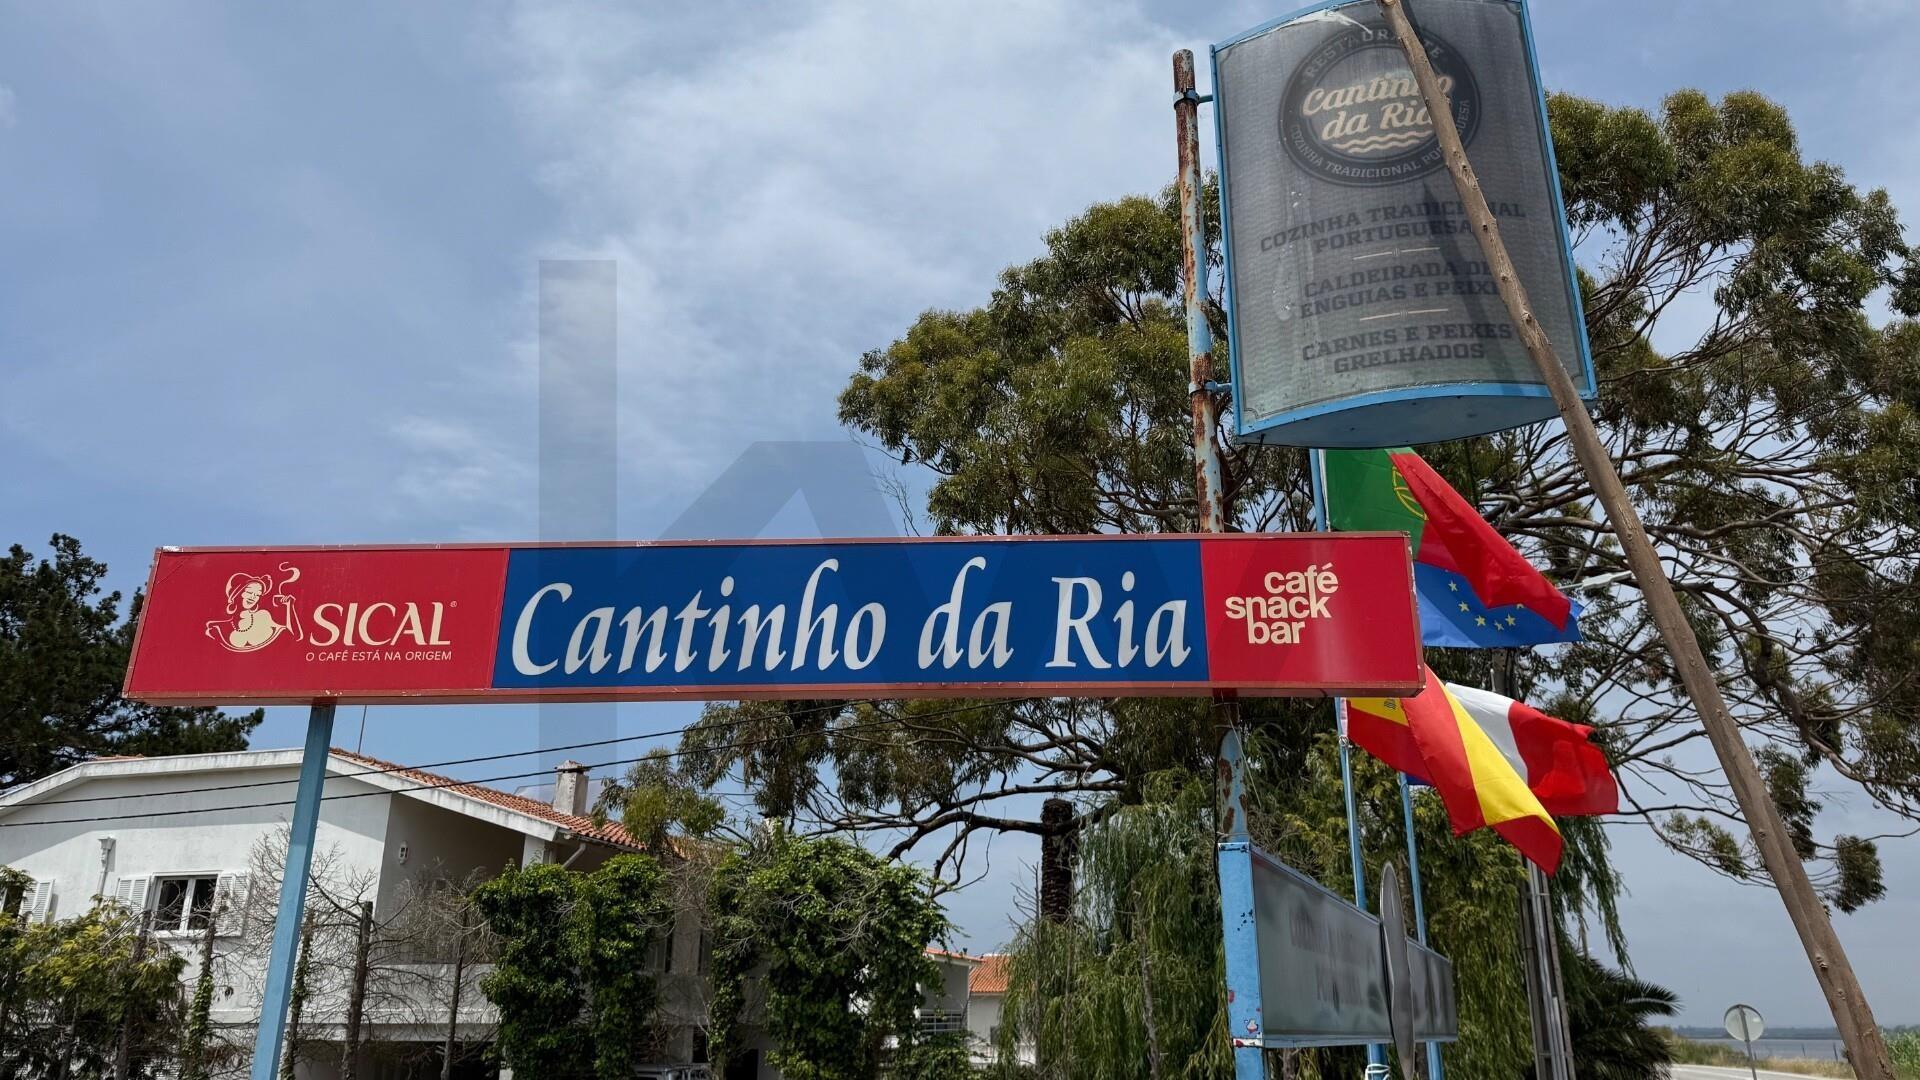 RESTAURANTE
Cantinho
da Ria
COZINHA TRADICIONAL PORTUGUESA
COZINHA TRADICIONAL
PORTUGUESA
CALDEIRADA DE
ENGUIAS E PEIXE
CARNES E PEIXES
GRELHADOS
SICAL®
O CAFÉ ESTÁ NA ORIGEM
Cantinho da Ria
café
snack
bar
kw